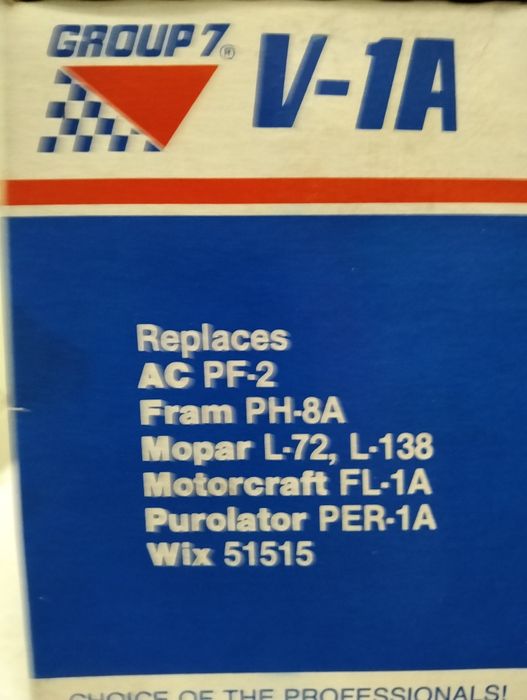 GROUP 7®
V-1A
Replaces
AC PF-2
Fram PH-8A
Mopar L-72, L-138
Motorcraft FL-1A
Purolator PER-1A
Wix 51515
CHOICE OF THE PROFESSIONALS!